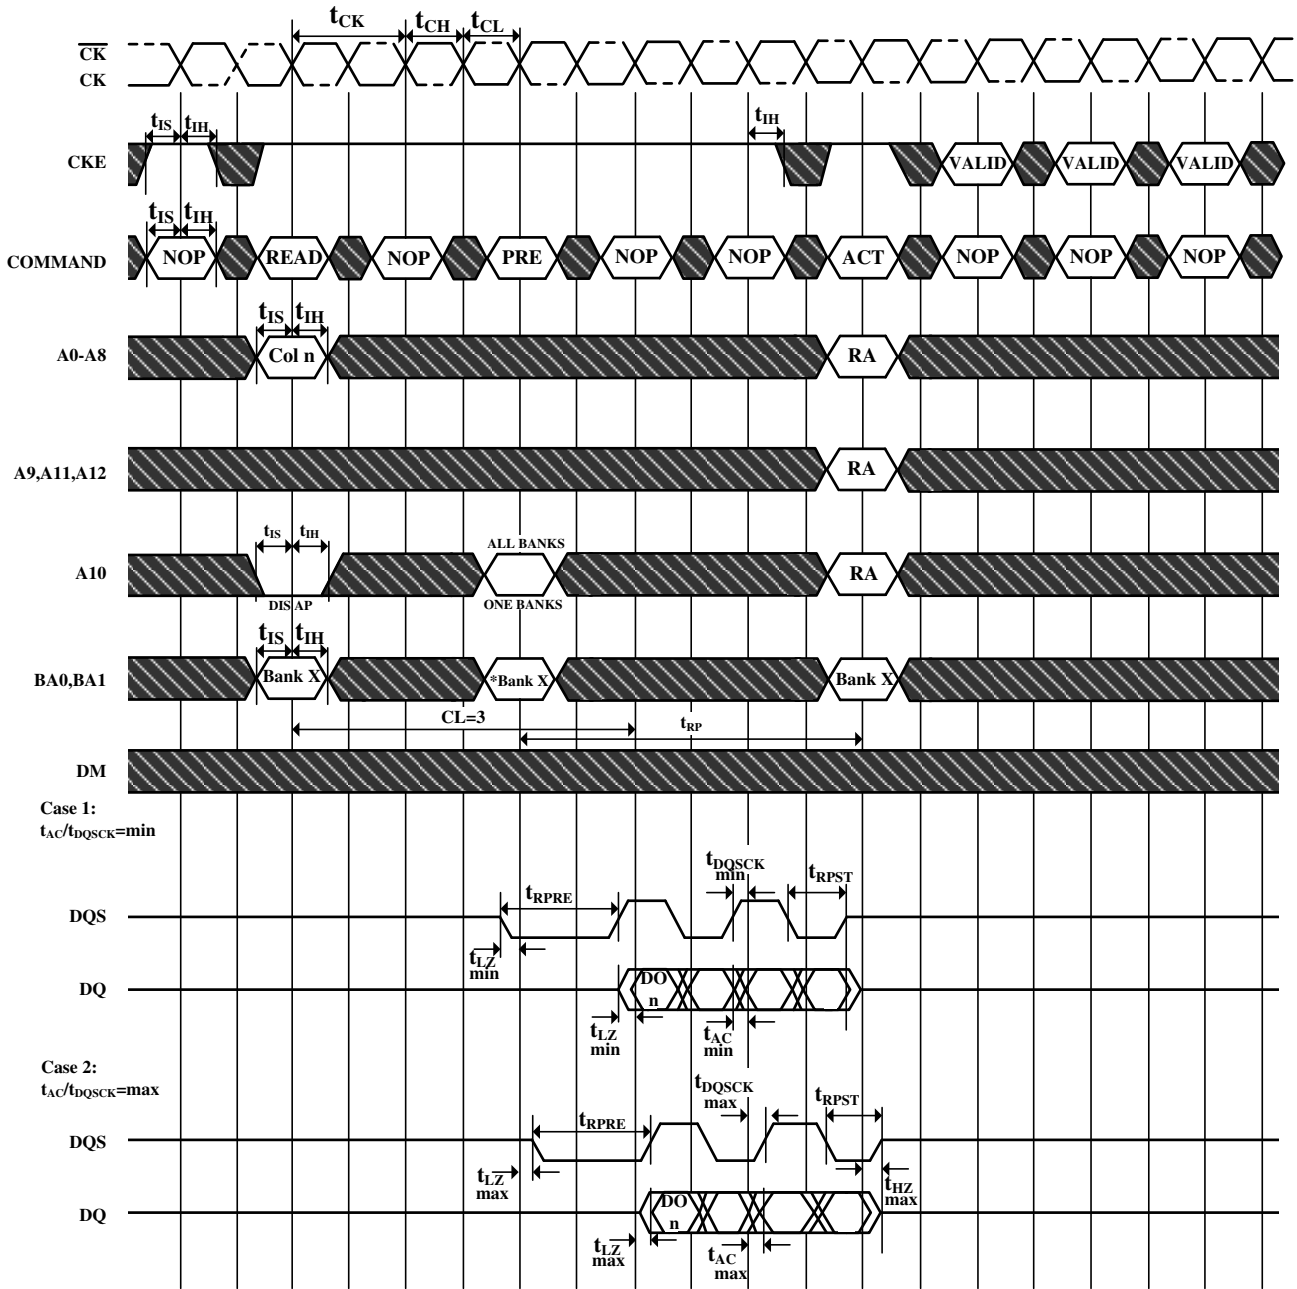 tCK tCH tCL
CK
CK
tIS tIH tIH
CKE VALID VALID VALID
tIS tIH
COMMAND NOP READ NOP PRE NOP NOP ACT NOP NOP NOP
tIS tIH
A0-A8 Col n RA
A9,A11,A12 RA
tIS tIH ALL BANKS
A10 RA
DIS AP ONE BANKS
tIS tIH
BA0,BA1 Bank X *Bank X Bank X
CL=3 tRP
DM
Case 1:
tAC/tDQSCK=min
tDQSCK
min
tRPST
tRPRE
DQS
tLZ
min
DQ DO
n
tLZ
min
tAC
min
Case 2:
tAC/tDQSCK=max
tDQSCK
max
tRPST
tRPRE
DQS
tLZ
max
tHZ
max
DQ DO
n
tLZ
max
tAC
max